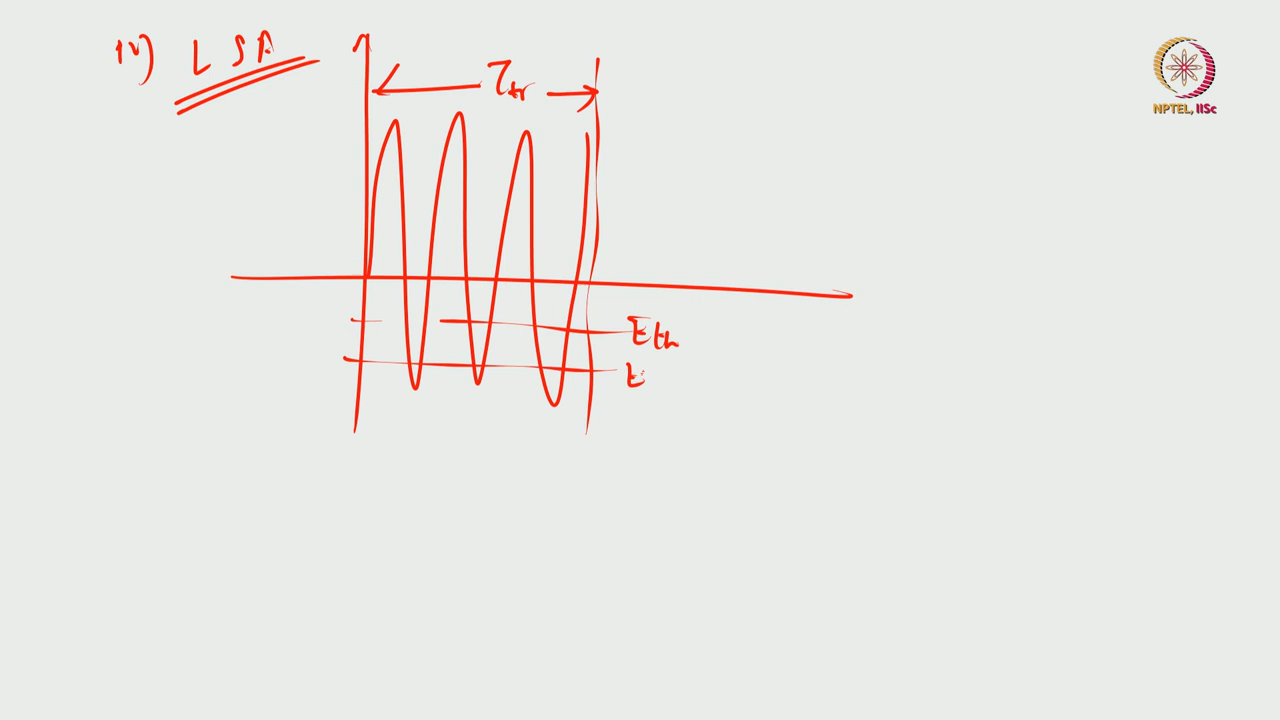 IV) LSA
τtr
NPTEL, IISc
Eth
E